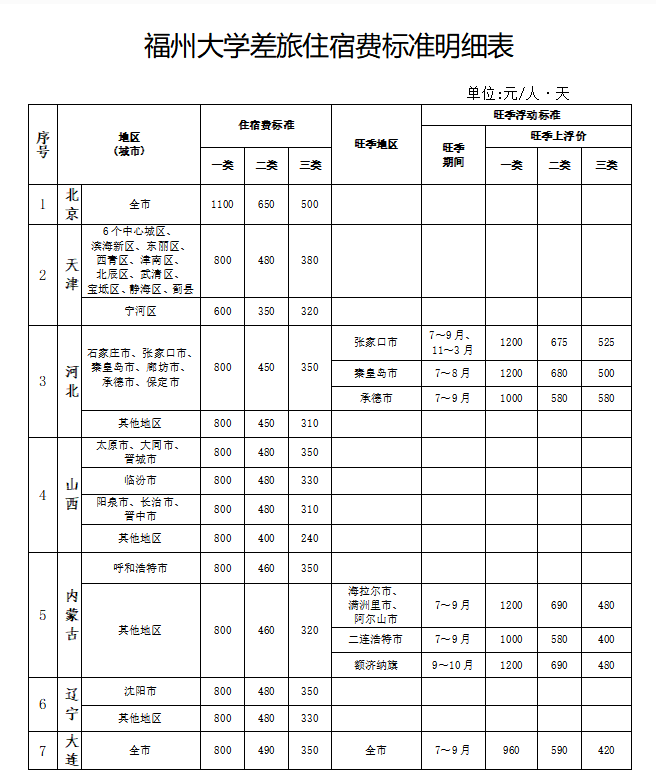 福州大学差旅住宿费标准明细表
单位:元/人·天
序号 地区（城市） 住宿费标准 旺季地区 旺季浮动标准
旺季期间 旺季上浮价
一类 二类 三类 一类 二类 三类
1 北京 全市 1100 650 500
2 天津 6个中心城区、
滨海新区、东丽区、
西青区、津南区、
北辰区、武清区、
宝坻区、静海区、蓟县 800 480 380
宁河区 600 350 320
3 河北 石家庄市、张家口市、
秦皇岛市、廊坊市、
承德市、保定市 800 450 350
张家口市 7～9月、
11～3月 1200 675 525
秦皇岛市 7～8月 1200 680 500
承德市 7～9月 1000 580 580
其他地区 800 450 310
4 山西 太原市、大同市、
晋城市 800 480 350
临汾市 800 480 330
阳泉市、长治市、
晋中市 800 480 310
其他地区 800 400 240
5 内蒙古 呼和浩特市 800 460 350
其他地区 800 460 320
海拉尔市、
满洲里市、
阿尔山市 7～9月 1200 690 480
二连浩特市 7～9月 1000 580 400
额济纳旗 9～10月 1200 690 480
6 辽宁 沈阳市 800 480 350
其他地区 800 480 330
7 大连 全市 800 490 350 全市 7～9月 960 590 420